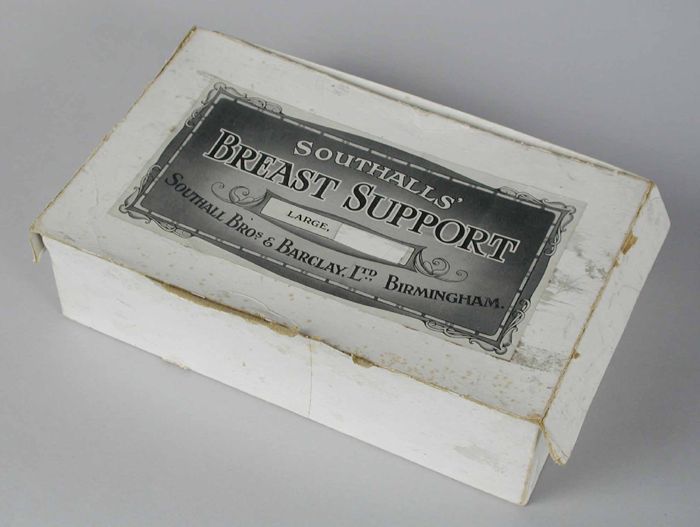 SOUTHALLS'
BREAST SUPPORT
LARGE,
SOUTHALL BROS. & BARCLAY, LTD. BIRMINGHAM.